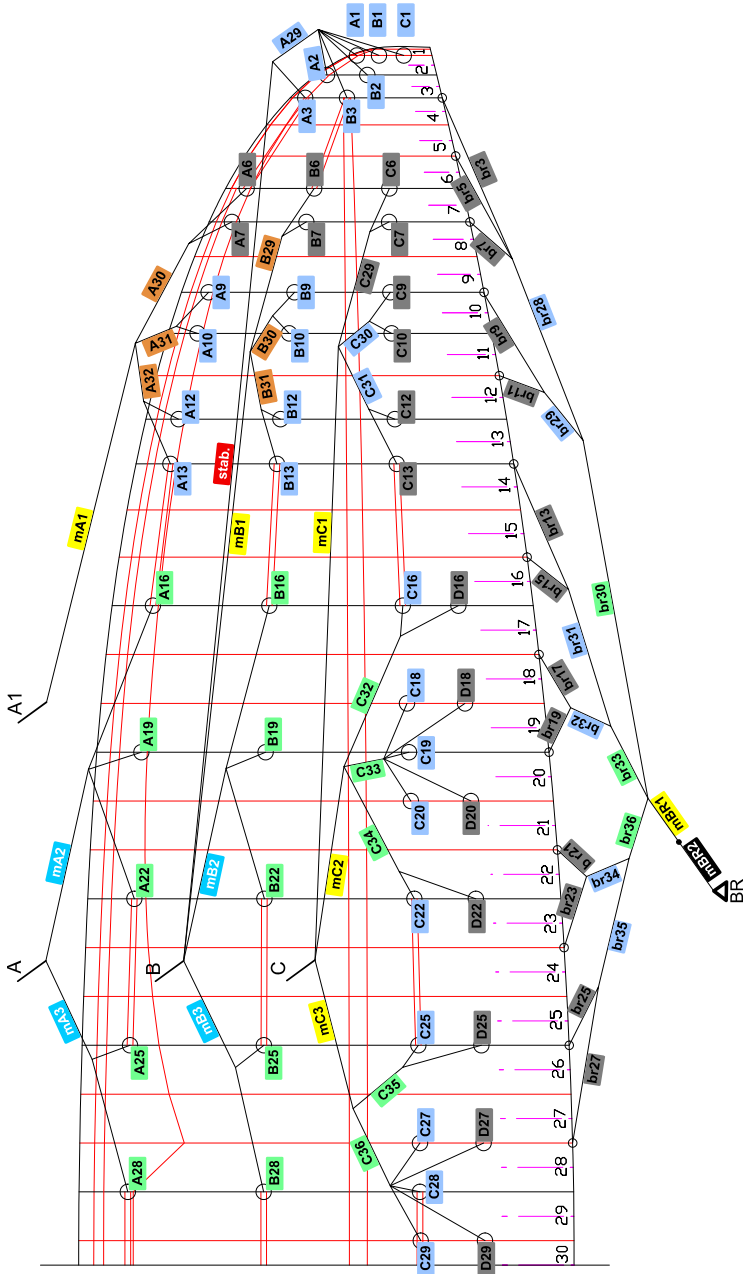 A1 B1 C1
A29
A2
B2
A3 B3
1
2
3
4
5
6
7
8
9
10
11
12
13
14
15
16
17
18
19
20
21
22
23
24
25
26
27
28
29
30
A6 B6 C6
A7 B7 C7
br3
br5
br7
A30
B29
C29
A9 B9 C9
br9
br28
A31
A10
B30
B10
C30
C10
A32
A12
B31
B12
C31
C12
br11
br29
A13
stab.
B13
C13
mA1
mB1
mC1
br13
A16 B16 C16 D16
br15
br30
br31
A1
C32
C18 D18
br17
br32
A19 B19
C33
C19
br19
br33
C20 D20
mA2
mB2
mC2
C34
mBR1
br36
br21
mBR2
BR
A22 B22 C22 D22
br23
br34
br35
A
B
C
mA3
mB3
mC3
A25 B25 C25 D25
br25
C35
br27
C36
C27 D27
A28 B28 C28
C29 D29